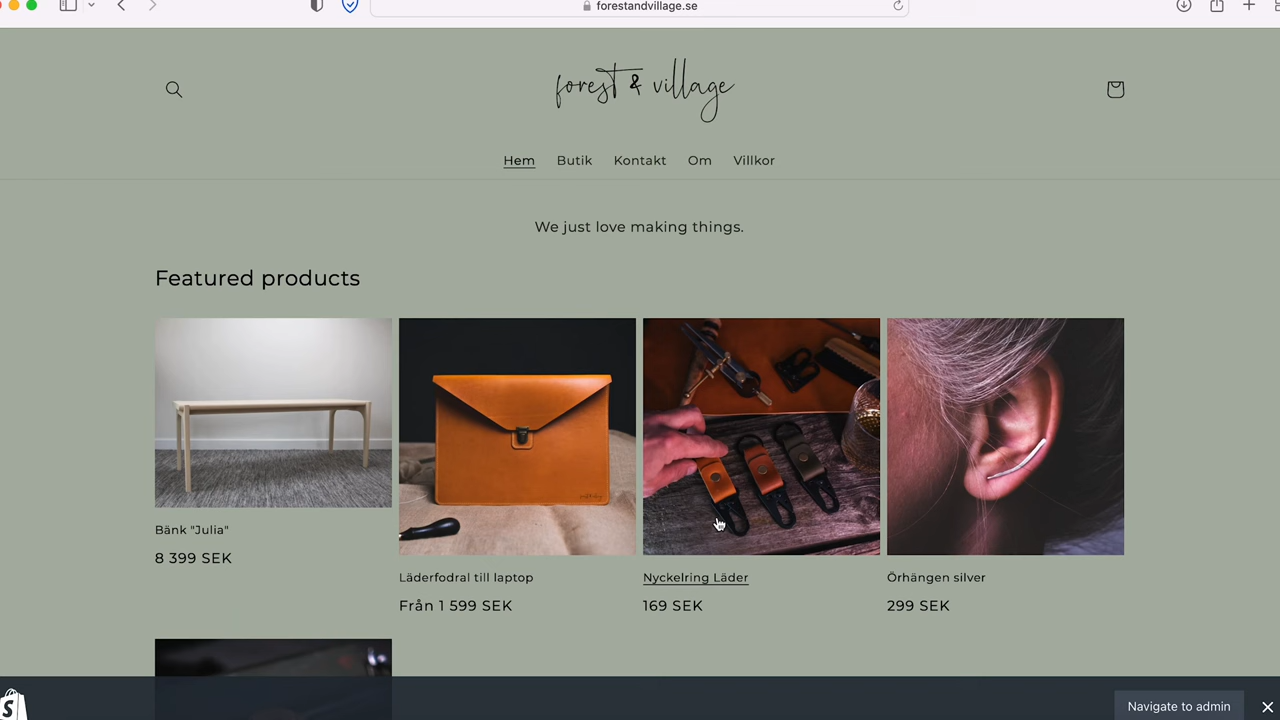 forestandvillage.se
forest & village
Hem Butik Kontakt Om Villkor
We just love making things.
Featured products
Bänk "Julia"
8 399 SEK
Läderfodral till laptop
Från 1 599 SEK
Nyckelring Läder
169 SEK
Örhängen silver
299 SEK
Navigate to admin